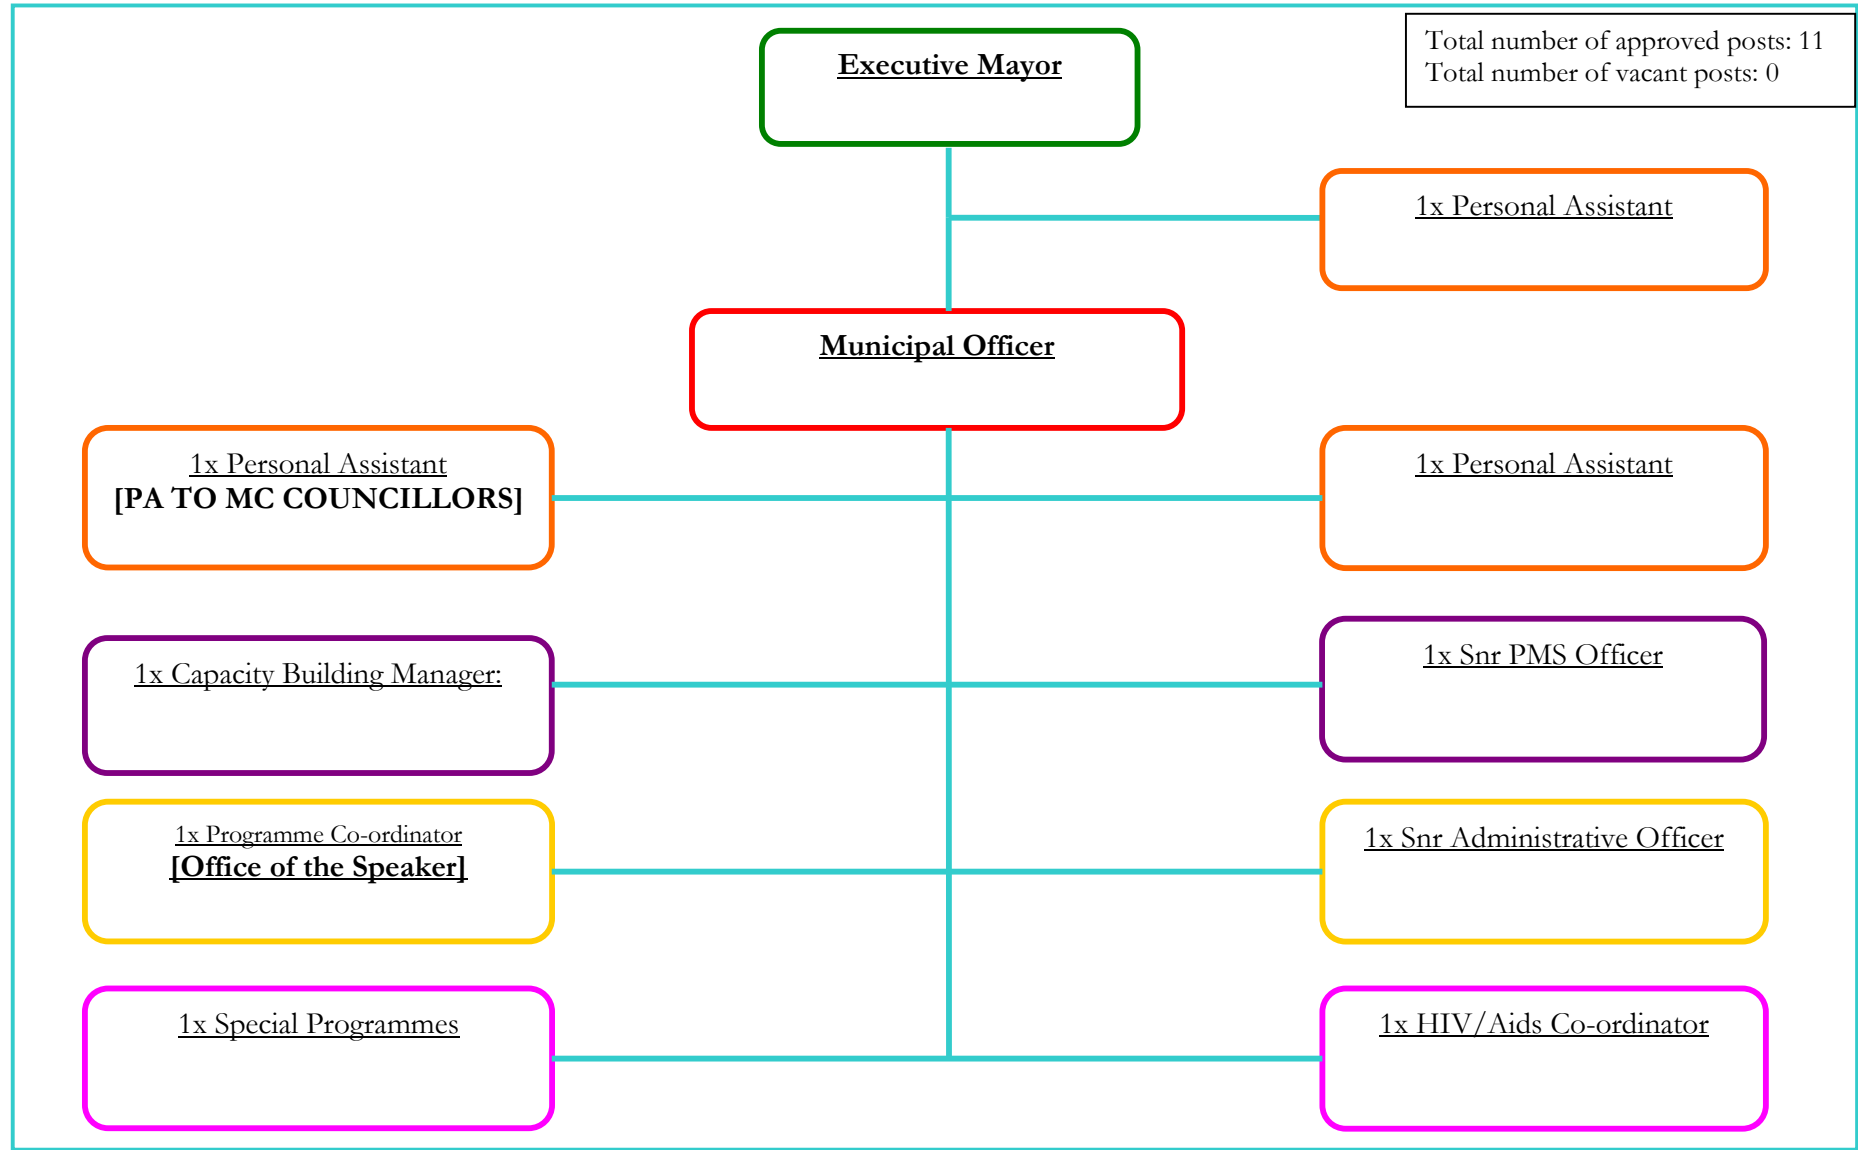 Executive Mayor
Total number of approved posts: 11
Total number of vacant posts: 0
1x Personal Assistant
Municipal Officer
1x Personal Assistant
[PA TO MC COUNCILLORS]
1x Personal Assistant
1x Capacity Building Manager:
1x Snr PMS Officer
1x Programme Co-ordinator
[Office of the Speaker]
1x Snr Administrative Officer
1x Special Programmes
1x HIV/Aids Co-ordinator